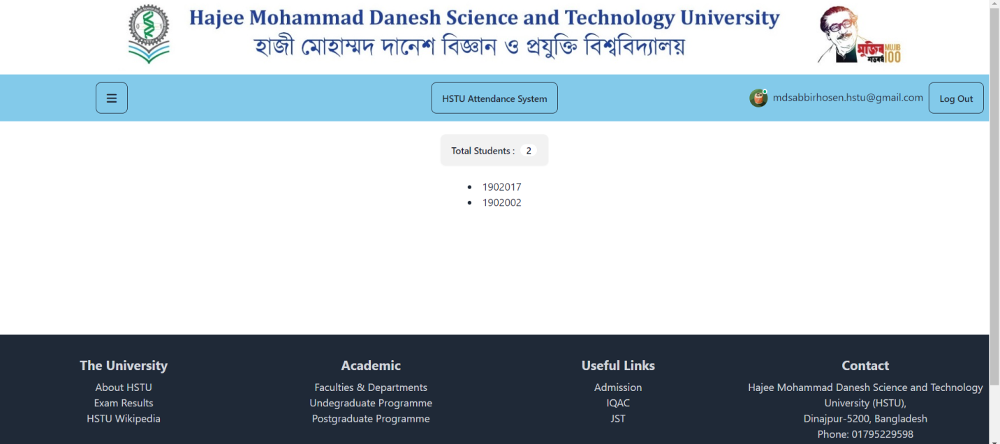 Hajee Mohammad Danesh Science and Technology University
হাজী মোহাম্মদ দানেশ বিজ্ঞান ও প্রযুক্তি বিশ্ববিদ্যালয়
মুজিব MUJIB
শতবর্ষ 100
HSTU Attendance System
mdsabbirhosen.hstu@gmail.com
Log Out
Total Students : 2
• 1902017
• 1902002
The University
About HSTU
Exam Results
HSTU Wikipedia
Academic
Faculties & Departments
Undegraduate Programme
Postgraduate Programme
Useful Links
Admission
IQAC
JST
Contact
Hajee Mohammad Danesh Science and Technology
University (HSTU),
Dinajpur-5200, Bangladesh
Phone: 01795229598